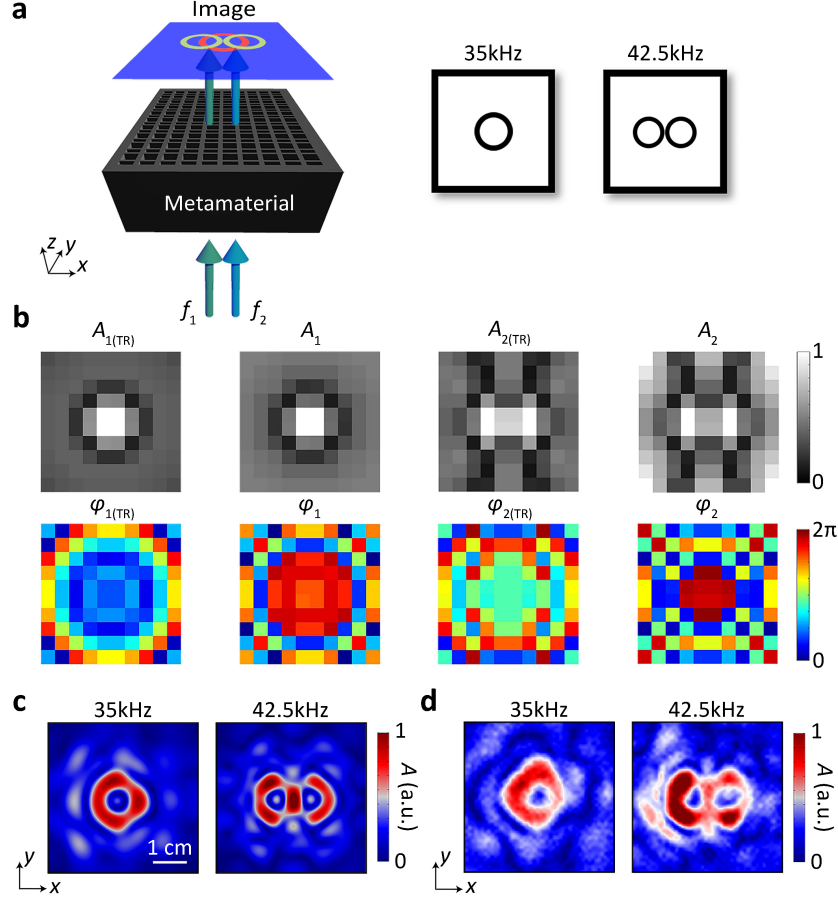 a
Image
35kHz
42.5kHz
Metamaterial
z
y
x
f1
f2
b
A1(TR)
A1
A2(TR)
A2
1
0
φ1(TR)
φ1
φ2(TR)
φ2
2π
0
c
35kHz
42.5kHz
1
A (a.u.)
0
1 cm
y
x
d
35kHz
42.5kHz
1
A (a.u.)
0
y
x